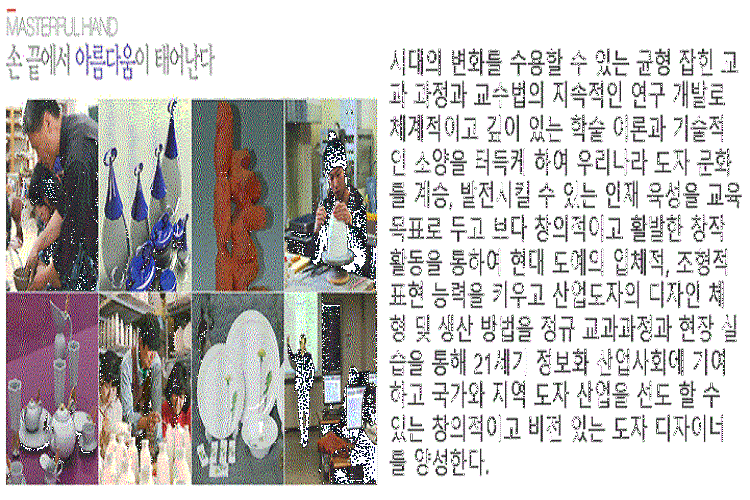 MASTERFUL HAND
손 끝에서 아름다움이 태어난다
시대의 변화를 수용할 수 있는 균형 잡힌 교
과 과정과 교수법의 지속적인 연구 개발로
체계적이고 깊이 있는 학술 이론과 기술적
인 소양을 터득케 하여 우리나라 도자 문화
를 계승, 발전시킬 수 있는 인재 육성을 교육
목표로 두고 보다 창의적이고 활발한 창작
활동을 통하여 현대 도예의 입체적, 조형적
표현 능력을 키우고 산업도자의 디자인 체
험 및 생산 방법을 정규 교과과정과 현장 실
습을 통해 21세기 정보화 산업사회에 기여
하고 국가와 지역 도자 산업을 선도 할 수
있는 창의적이고 비전 있는 도자 디자이너
를 양성한다.